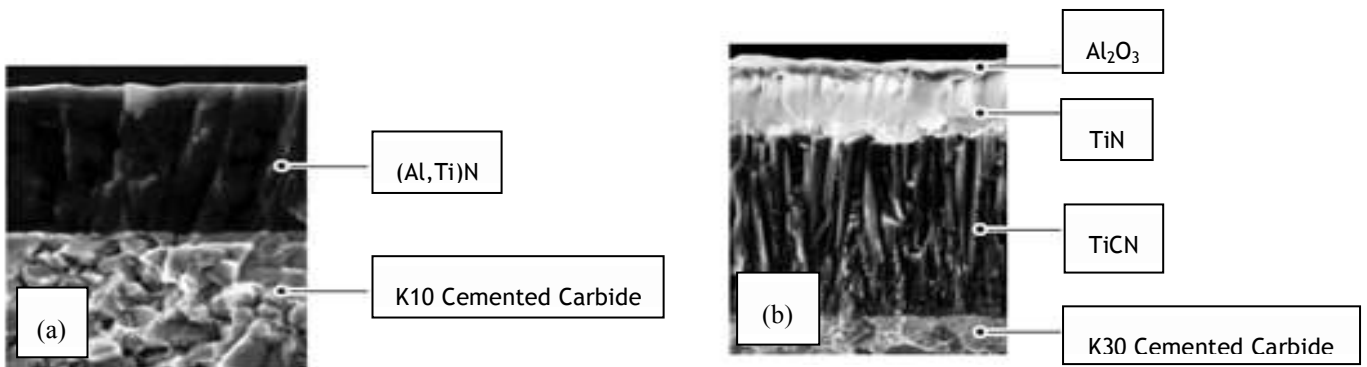 (Al,Ti)N
K10 Cemented Carbide
(a)
Al₂O₃
TiN
TiCN
K30 Cemented Carbide
(b)